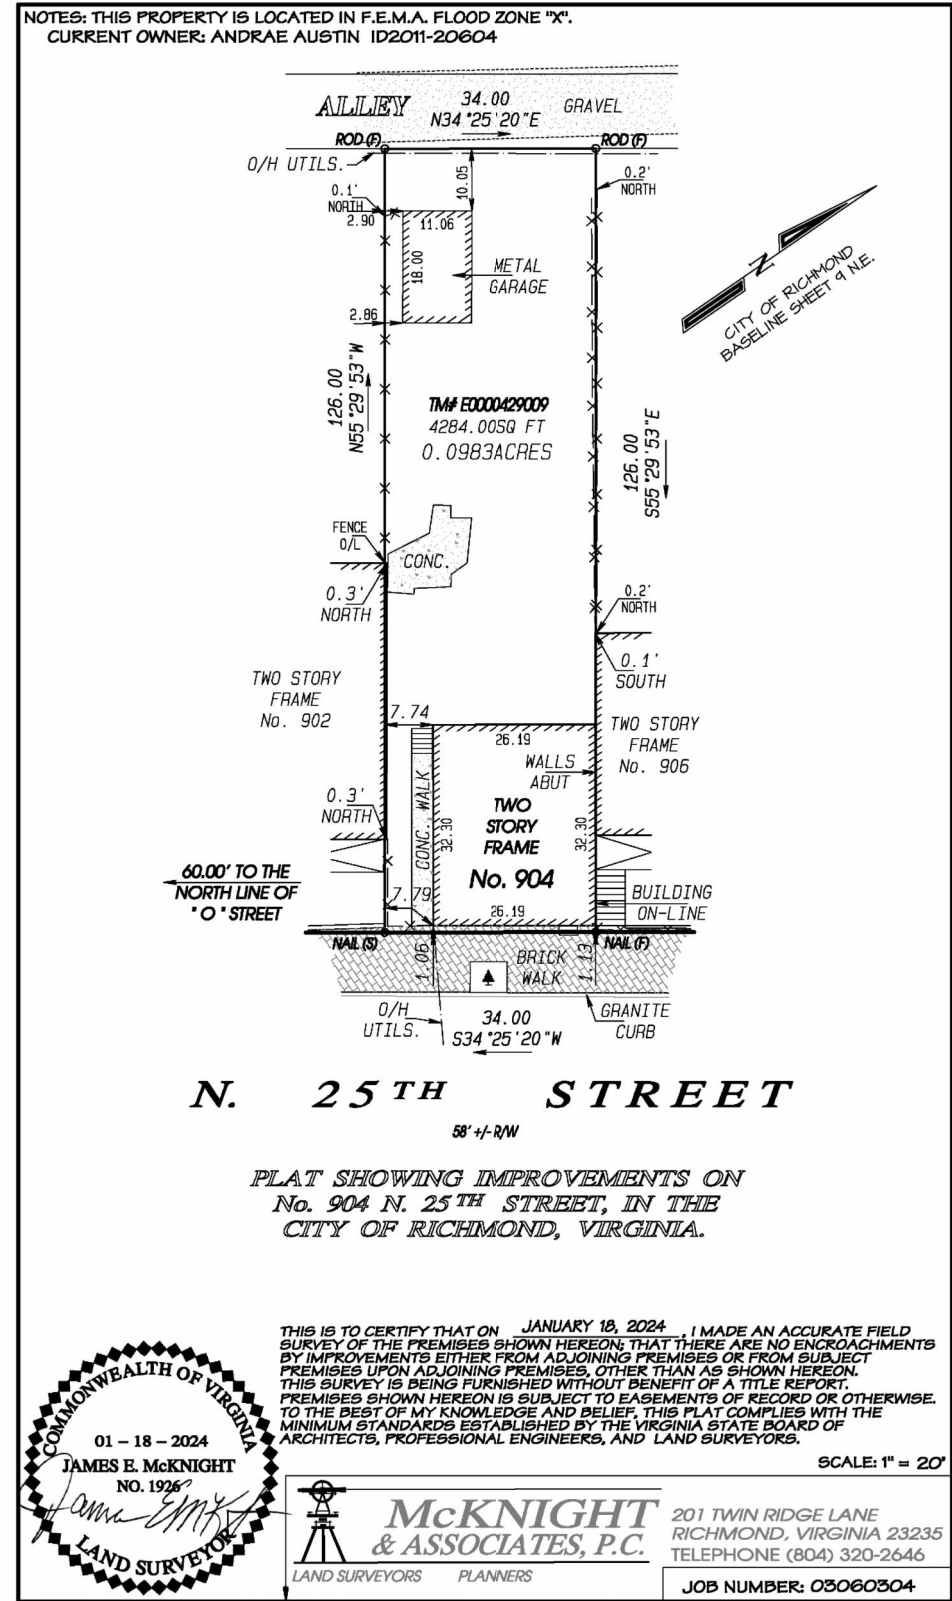 NOTES: THIS PROPERTY IS LOCATED IN F.E.M.A. FLOOD ZONE "X".
CURRENT OWNER: ANDRAE AUSTIN ID2011-20604
ALLEY
34.00
N34°25'20"E
GRAVEL
ROD (F)
ROD (F)
O/H UTILS.
0.1'
NORTH
2.90
10.05
0.2'
NORTH
11.06
18.00
METAL
GARAGE
2.86
N
CITY OF RICHMOND
BASELINE SHEET 9 N.E.
126.00
N55°29'53"W
TM# E0000429009
4284.00SQ FT
0.0983ACRES
126.00
S55°29'53"E
FENCE
O/L
CONC.
0.3'
NORTH
0.2'
NORTH
0.1'
SOUTH
TWO STORY
FRAME
No. 902
7.74
26.19
WALLS
ABUT
TWO STORY
FRAME
No. 906
0.3'
NORTH
CONC. WALK
32.30
TWO
STORY
FRAME
No. 904
32.30
60.00' TO THE
NORTH LINE OF
"O" STREET
7.79
26.19
BUILDING
ON-LINE
NAIL (S)
NAIL (F)
1.06
BRICK
WALK
1.13
O/H
UTILS.
34.00
S34°25'20"W
GRANITE
CURB
N. 25TH STREET
58' +/- R/W
PLAT SHOWING IMPROVEMENTS ON
No. 904 N. 25TH STREET, IN THE
CITY OF RICHMOND, VIRGINIA.
THIS IS TO CERTIFY THAT ON JANUARY 18, 2024, I MADE AN ACCURATE FIELD
SURVEY OF THE PREMISES SHOWN HEREON; THAT THERE ARE NO ENCROACHMENTS
BY IMPROVEMENTS EITHER FROM ADJOINING PREMISES OR FROM SUBJECT
PREMISES UPON ADJOINING PREMISES, OTHER THAN AS SHOWN HEREON.
THIS SURVEY IS BEING FURNISHED WITHOUT BENEFIT OF A TITLE REPORT.
PREMISES SHOWN HEREON IS SUBJECT TO EASEMENTS OF RECORD OR OTHERWISE.
TO THE BEST OF MY KNOWLEDGE AND BELIEF, THIS PLAT COMPLIES WITH THE
MINIMUM STANDARDS ESTABLISHED BY THE VIRGINIA STATE BOARD OF
ARCHITECTS, PROFESSIONAL ENGINEERS, AND LAND SURVEYORS.
COMMONWEALTH OF VIRGINIA
01 - 18 - 2024
JAMES E. McKNIGHT
NO. 1926
LAND SURVEYOR
SCALE: 1" = 20'
McKNIGHT
& ASSOCIATES, P.C.
LAND SURVEYORS PLANNERS
201 TWIN RIDGE LANE
RICHMOND, VIRGINIA 23235
TELEPHONE (804) 320-2646
JOB NUMBER: 03060304